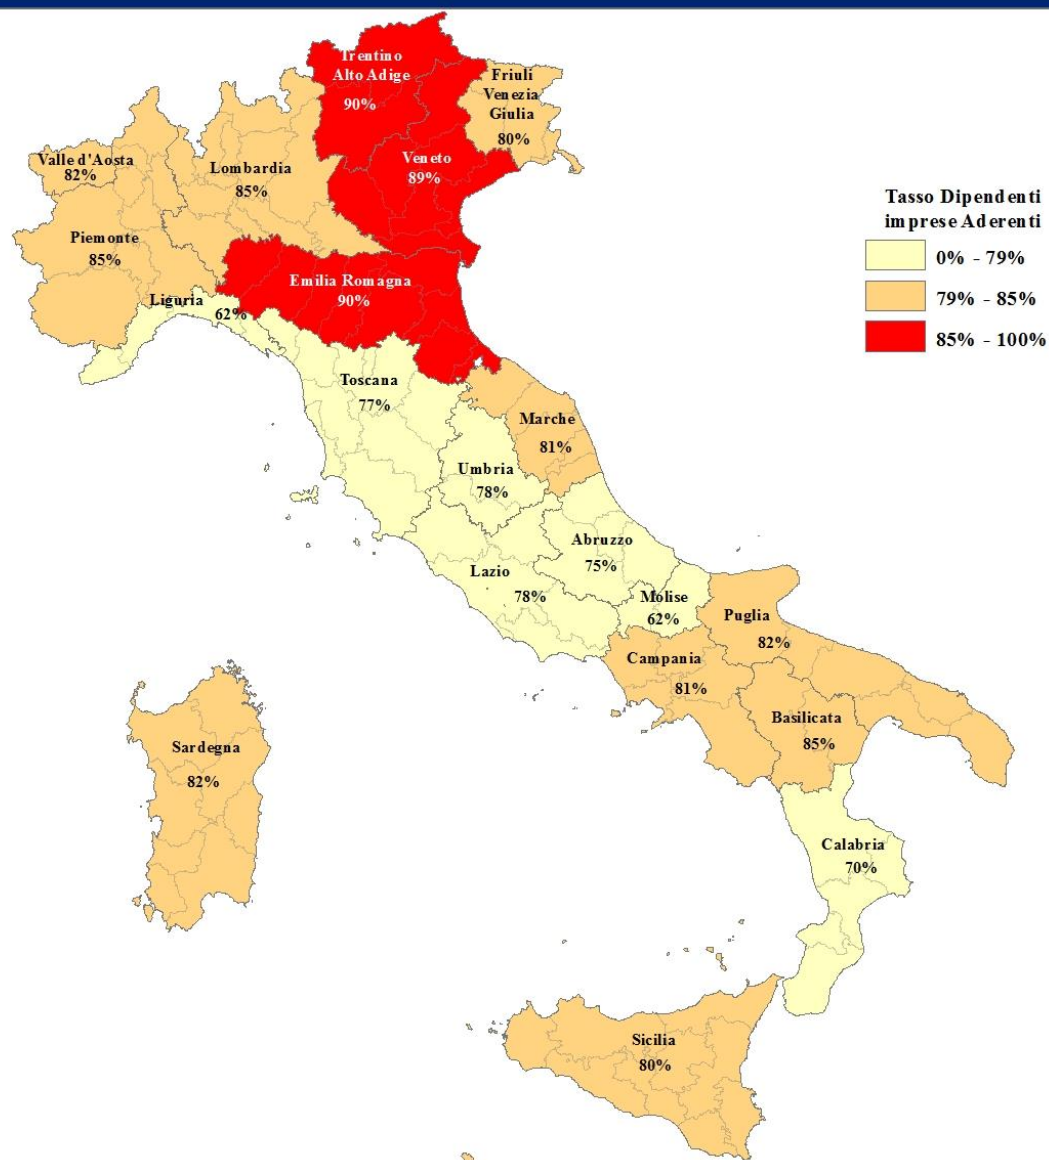 Trentino
Alto Adige
90%
Friuli
Venezia
Giulia
80%
Valle d'Aosta
82%
Lombardia
85%
Veneto
89%
Piemonte
85%
Emilia Romagna
90%
Liguria
62%
Tasso Dipendenti
imprese Aderenti
0% - 79%
79% - 85%
85% - 100%
Toscana
77%
Marche
81%
Umbria
78%
Abruzzo
75%
Lazio
78%
Molise
62%
Puglia
82%
Campania
81%
Basilicata
85%
Sardegna
82%
Calabria
70%
Sicilia
80%